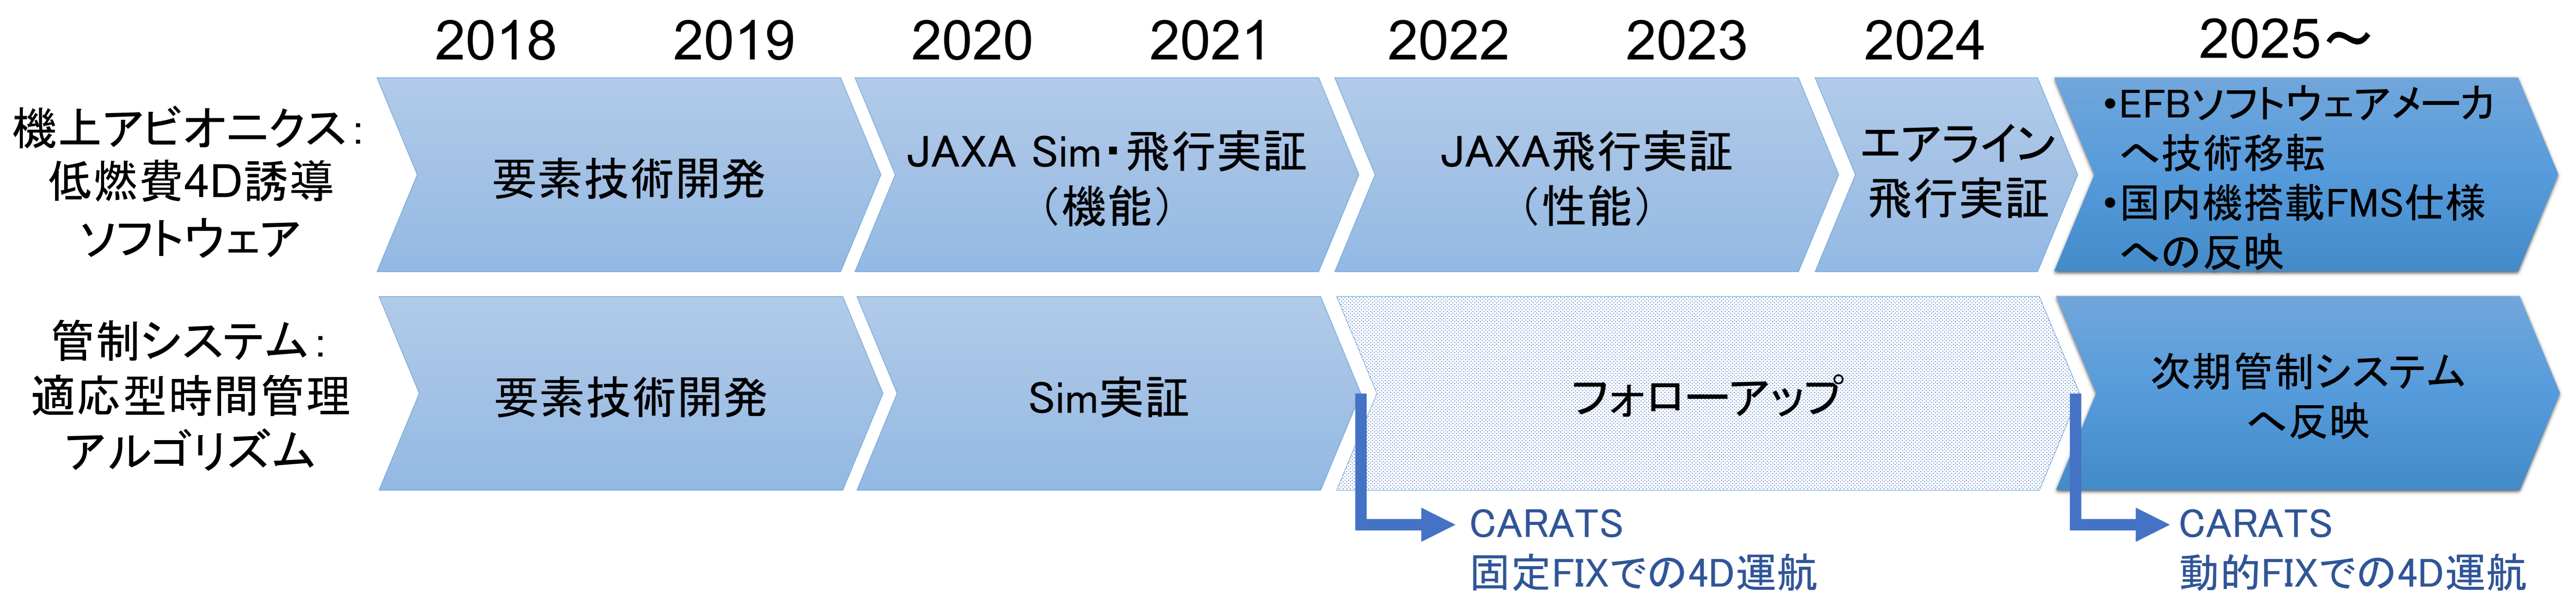 2018 2019 2020 2021 2022 2023 2024 2025～
機上アビオニクス：
低燃費4D誘導
ソフトウェア
要素技術開発
JAXA Sim・飛行実証
（機能）
JAXA飛行実証
（性能）
エアライン
飛行実証
•EFBソフトウェアメーカ
へ技術移転
•国内機搭載FMS仕様
への反映
管制システム：
適応型時間管理
アルゴリズム
要素技術開発
Sim実証
フォローアップ
次期管制システム
へ反映
CARATS
固定FIXでの4D運航
CARATS
動的FIXでの4D運航